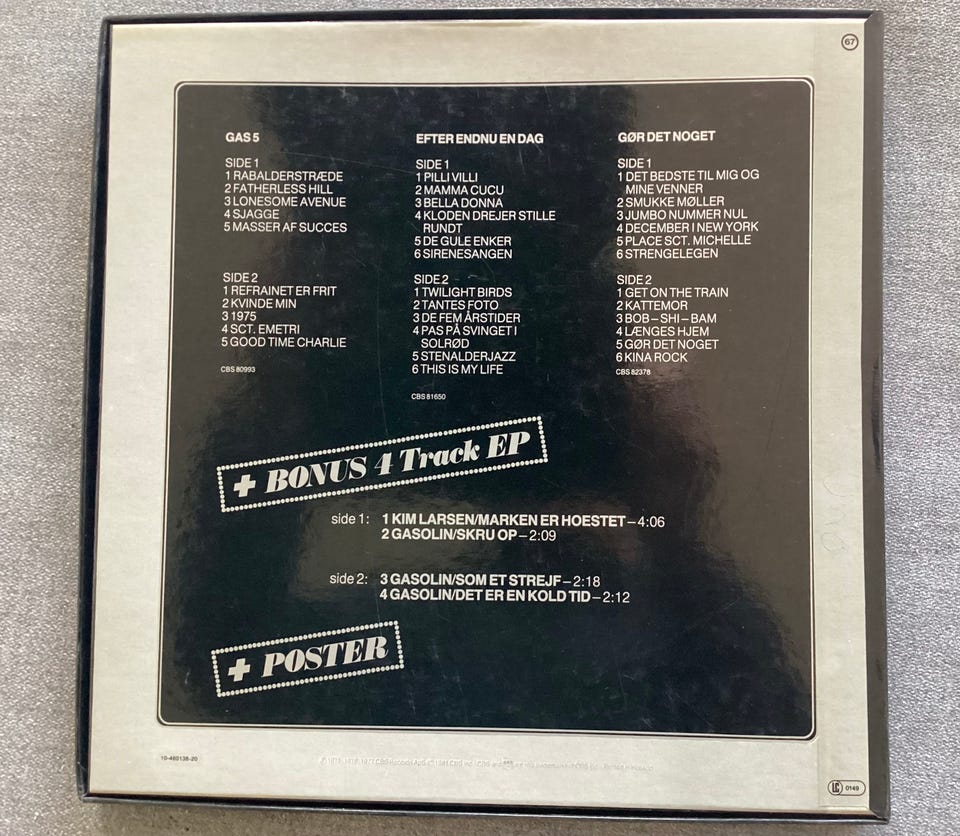 67
GAS 5
SIDE 1
1 RABALDERSTRÆDE
2 FATHERLESS HILL
3 LONESOME AVENUE
4 SJAGGE
5 MASSER AF SUCCES
SIDE 2
1 REFRAINET ER FRIT
2 KVINDE MIN
3 1975
4 SCT. EMETRI
5 GOOD TIME CHARLIE
CBS 80993
EFTER ENDNU EN DAG
SIDE 1
1 PILLI VILLI
2 MAMMA CUCU
3 BELLA DONNA
4 KLODEN DREJER STILLE
RUNDT
5 DE GULE ENKER
6 SIRENESANGEN
SIDE 2
1 TWILIGHT BIRDS
2 TANTES FOTO
3 DE FEM ÅRSTIDER
4 PAS PÅ SVINGET I
SOLRØD
5 STENALDERJAZZ
6 THIS IS MY LIFE
CBS 81650
GØR DET NOGET
SIDE 1
1 DET BEDSTE TIL MIG OG
MINE VENNER
2 SMUKKE MØLLER
3 JUMBO NUMMER NUL
4 DECEMBER I NEW YORK
5 PLACE SCT. MICHELLE
6 STRENGELEGEN
SIDE 2
1 GET ON THE TRAIN
2 KATTEMOR
3 BOB – SHI – BAM
4 LÆNGES HJEM
5 GØR DET NOGET
6 KINA ROCK
CBS 82378
+ BONUS 4 Track EP
side 1: 1 KIM LARSEN/MARKEN ER HOESTET – 4:06
2 GASOLIN/SKRU OP – 2:09
side 2: 3 GASOLIN/SOM ET STREJF – 2:18
4 GASOLIN/DET ER EN KOLD TID – 2:12
+ POSTER
10-460138-20
CBS Records ApS
LC 0149